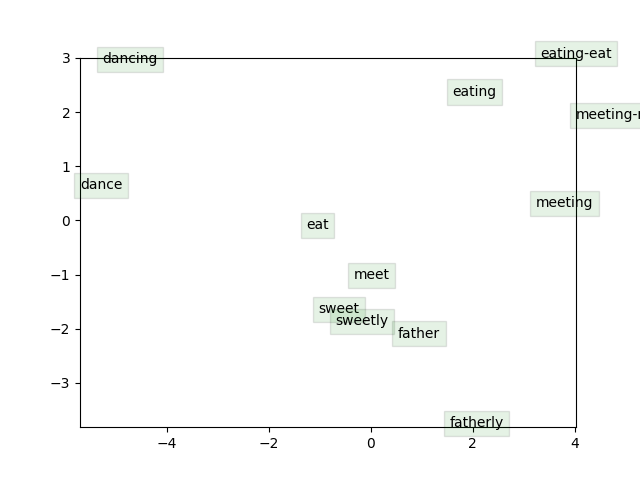 dancing
eating-eat
3
eating
2
meeting-
1
dance
meeting
0
eat
−1
meet
sweet
sweetly
−2
father
−3
fatherly
−4
−2
0
2
4